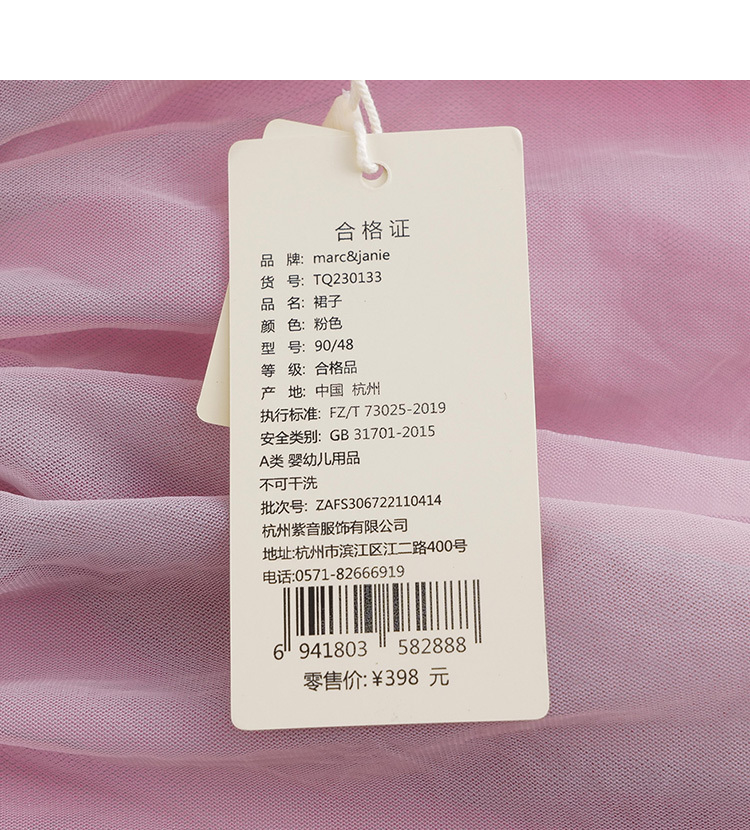 合格证
品 牌: marc&janie
货 号: TQ230133
品 名: 裙子
颜 色: 粉色
型 号: 90/48
等 级: 合格品
产 地: 中国 杭州
执行标准: FZ/T 73025-2019
安全类别: GB 31701-2015
A类 婴幼儿用品
不可干洗
批次号: ZAFS306722110414
杭州紫音服饰有限公司
地址:杭州市滨江区江二路400号
电话:0571-82666919
6 941803 582888
零售价: ¥398 元